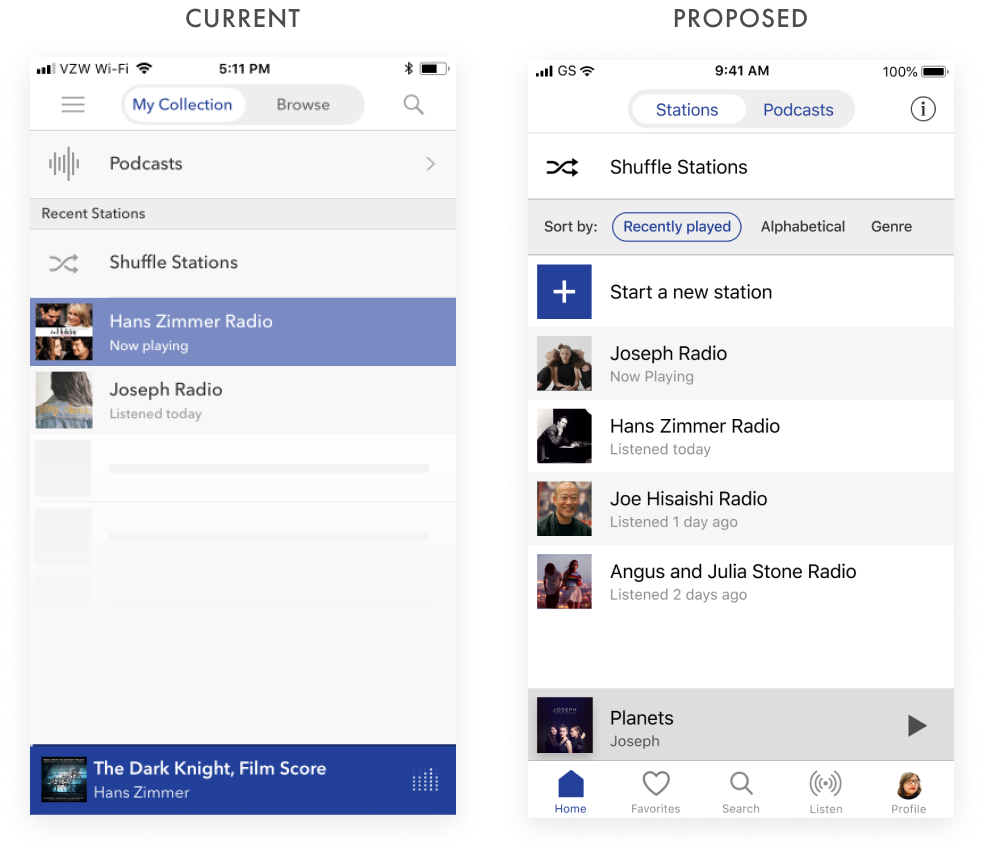 CURRENT
VZW Wi-Fi 5:11 PM
My Collection Browse
Podcasts
Recent Stations
Shuffle Stations
the Holiday
Hans Zimmer Radio
Now playing
Joseph Radio
Listened today
The Dark Knight, Film Score
Hans Zimmer
PROPOSED
GS 9:41 AM 100%
Stations Podcasts
Shuffle Stations
Sort by: Recently played Alphabetical Genre
Start a new station
Joseph Radio
Now Playing
Hans Zimmer Radio
Listened today
Joe Hisaishi Radio
Listened 1 day ago
Angus and Julia Stone Radio
Listened 2 days ago
JOSEPH
Planets
Joseph
Home Favorites Search Listen Profile